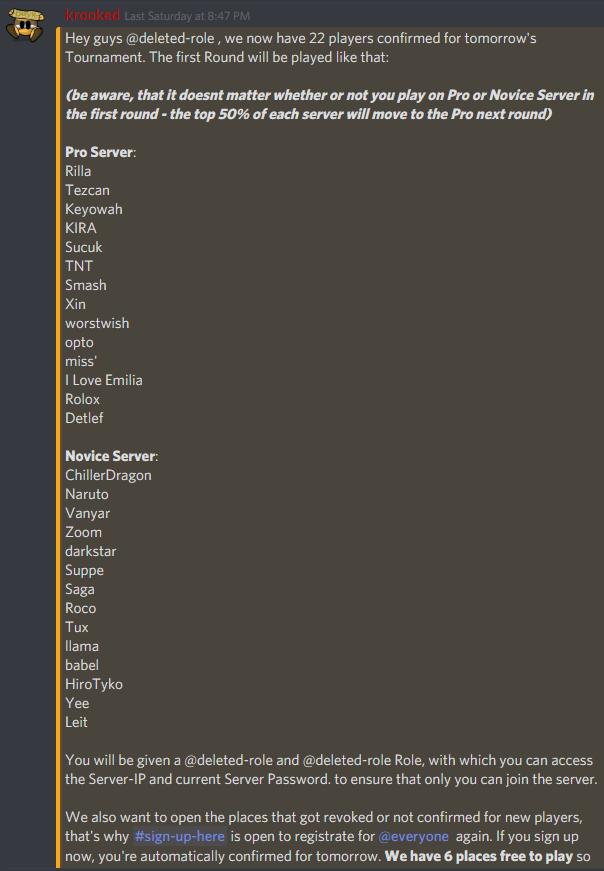 krooked Last Saturday at 8:47 PM
Hey guys @deleted-role , we now have 22 players confirmed for tomorrow's
Tournament. The first Round will be played like that:
(be aware, that it doesnt matter whether or not you play on Pro or Novice Server in
the first round - the top 50% of each server will move to the Pro next round)
Pro Server:
Rilla
Tezcan
Keyowah
KIRA
Sucuk
TNT
Smash
Xin
worstwish
opto
miss'
I Love Emilia
Rolox
Detlef
Novice Server:
ChillerDragon
Naruto
Vanyar
Zoom
darkstar
Suppe
Saga
Roco
Tux
llama
babel
HiroTyko
Yee
Leit
You will be given a @deleted-role and @deleted-role Role, with which you can access
the Server-IP and current Server Password. to ensure that only you can join the server.
We also want to open the places that got revoked or not confirmed for new players,
that's why #sign-up-here is open to registrate for @everyone again. If you sign up
now, you're automatically confirmed for tomorrow. We have 6 places free to play so